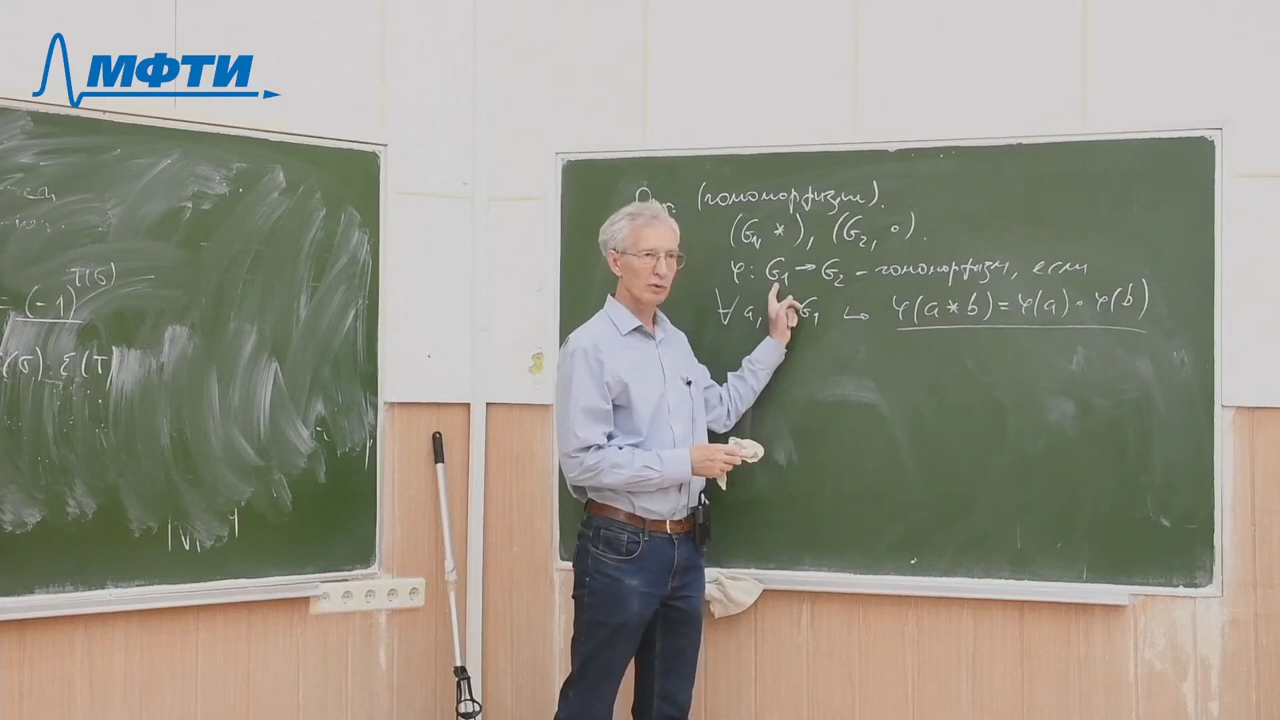 МФТИ
T(σ)
= (-1)
(σ) · ε(τ)
Опр. (гомоморфизм).
(G₁, *), (G₂, ∘).
φ: G₁ → G₂ - гомоморфизм, если
∀ a, G₁ ↪ φ(a * b) = φ(a) ∘ φ(b)